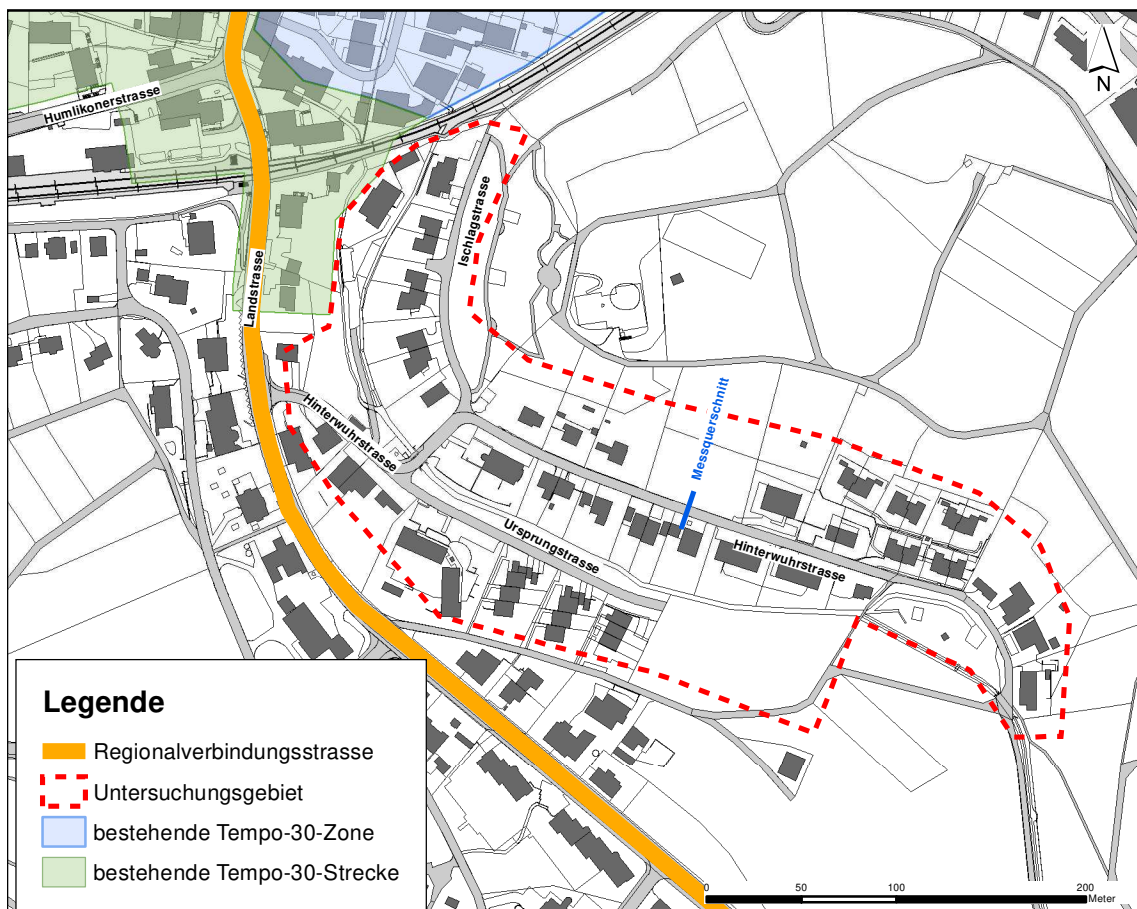 N
Humlikonerstrasse
Ischlagstrasse
Landstrasse
Messquerschnitt
Hinterwuhrstrasse
Ursprungstrasse
Hinterwuhrstrasse
Legende
Regionalverbindungsstrasse
Untersuchungsgebiet
bestehende Tempo-30-Zone
bestehende Tempo-30-Strecke
0 50 100 200
Meter